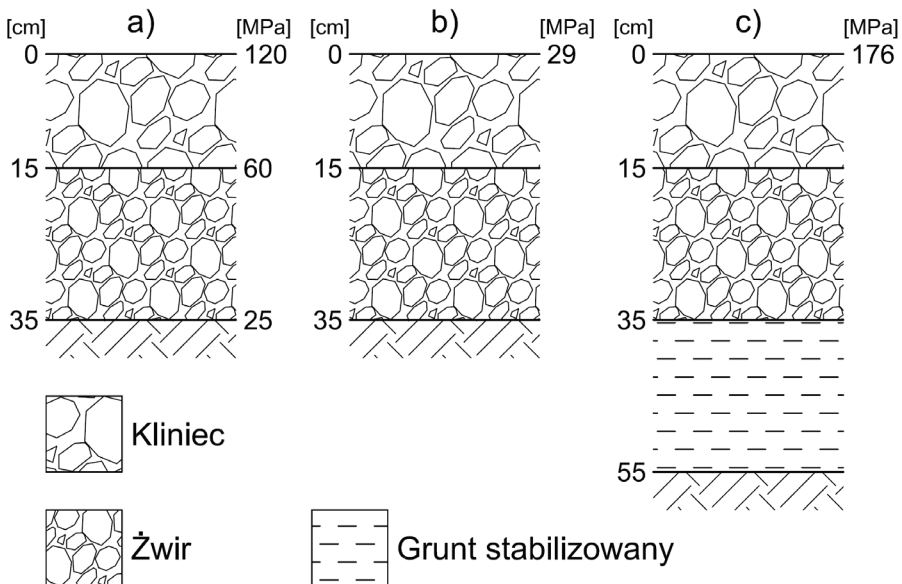 [cm] a) [MPa] [cm] b) [MPa] [cm] c) [MPa]
0 120 0 29 0 176
15 60 15 15
35 25 35 35
Kliniec
55
Żwir Grunt stabilizowany